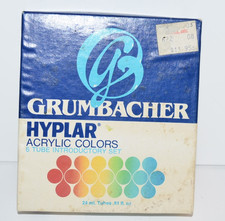 G
GRUMBACHER
HYPLAR®
ACRYLIC COLORS
6 TUBE INTRODUCTORY SET